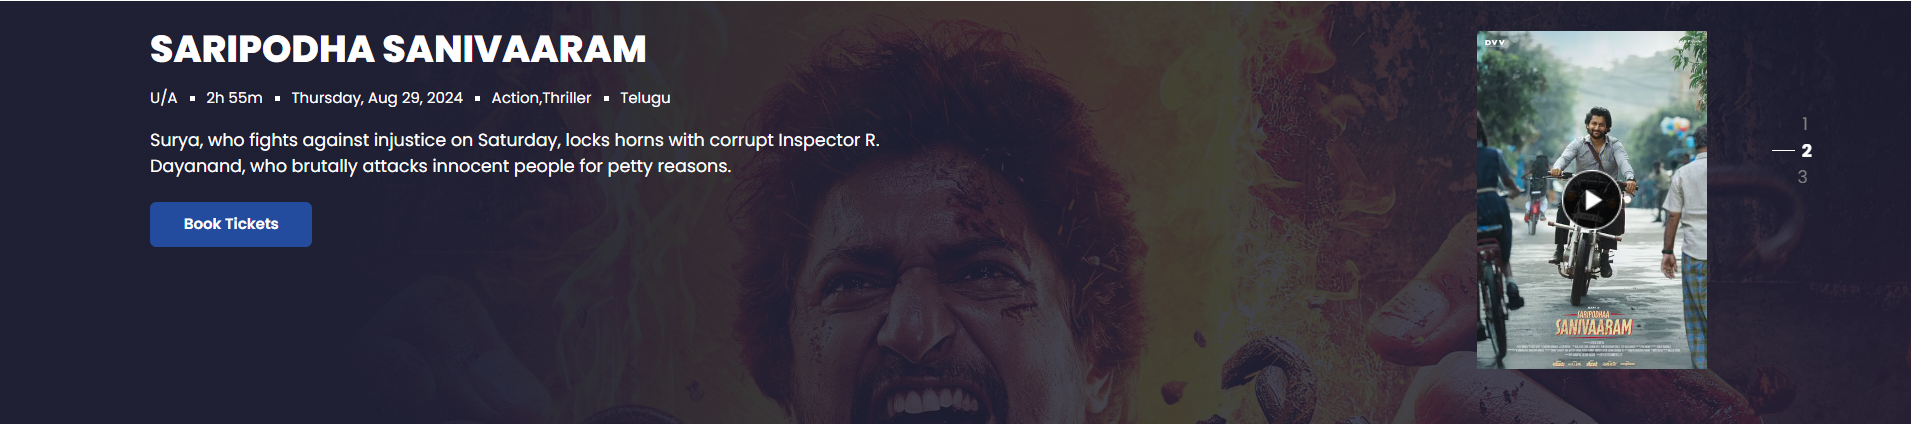 SARIPODHA SANIVAARAM
U/A ▪ 2h 55m ▪ Thursday, Aug 29, 2024 ▪ Action,Thriller ▪ Telugu
Surya, who fights against injustice on Saturday, locks horns with corrupt Inspector R.
Dayanand, who brutally attacks innocent people for petty reasons.
Book Tickets
DVV
SARIPODHAA
SANIVAARAM
1
2
3